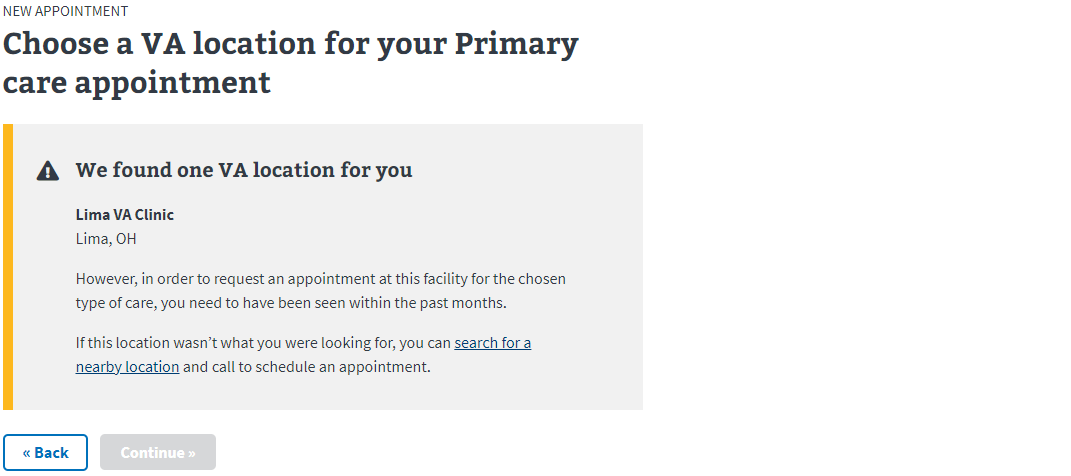 NEW APPOINTMENT
Choose a VA location for your Primary
care appointment
We found one VA location for you
Lima VA Clinic
Lima, OH
However, in order to request an appointment at this facility for the chosen
type of care, you need to have been seen within the past months.
If this location wasn’t what you were looking for, you can search for a
nearby location and call to schedule an appointment.
« Back
Continue »